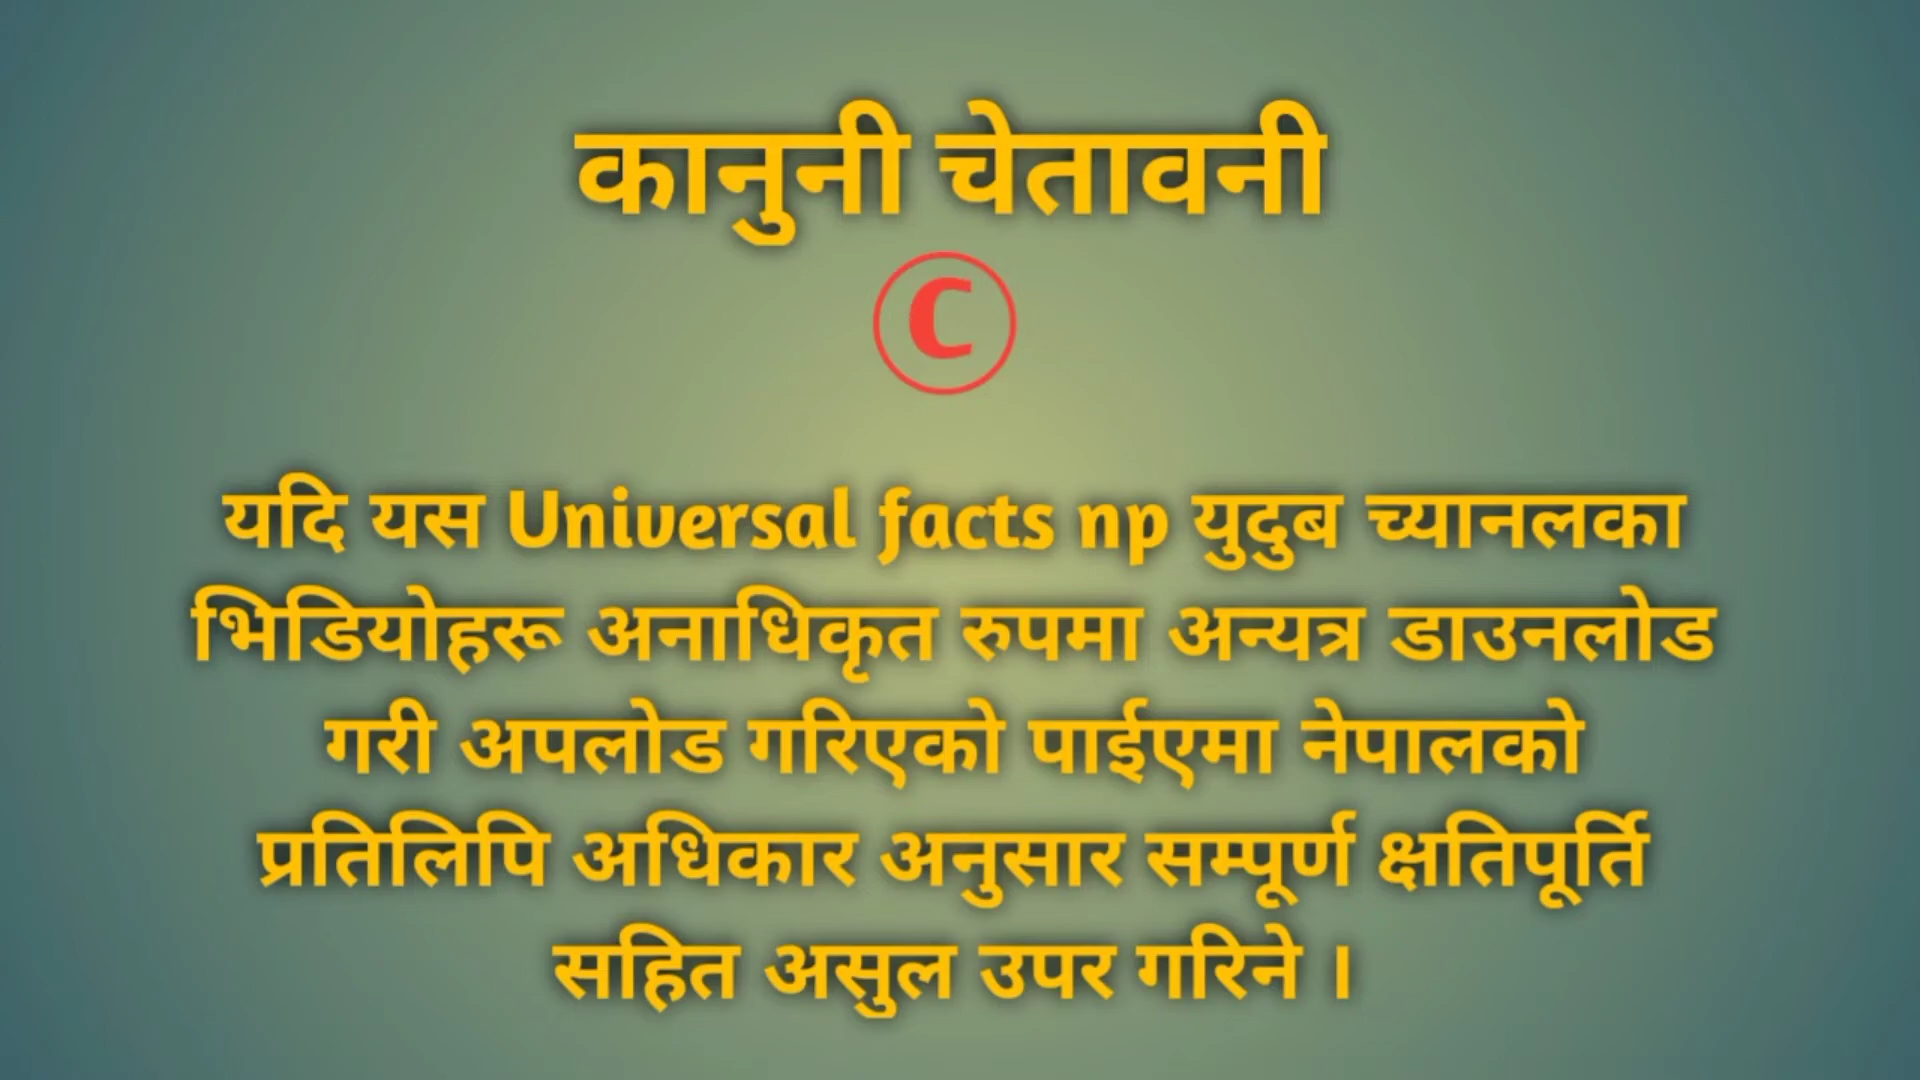 कानुनी चेतावनी
C
यदि यस Universal facts np युदुब च्यानलका
भिडियोहरू अनाधिकृत रुपमा अन्यत्र डाउनलोड
गरी अपलोड गरिएको पाईएमा नेपालको
प्रतिलिपि अधिकार अनुसार सम्पूर्ण क्षतिपूर्ति
सहित असुल उपर गरिने ।